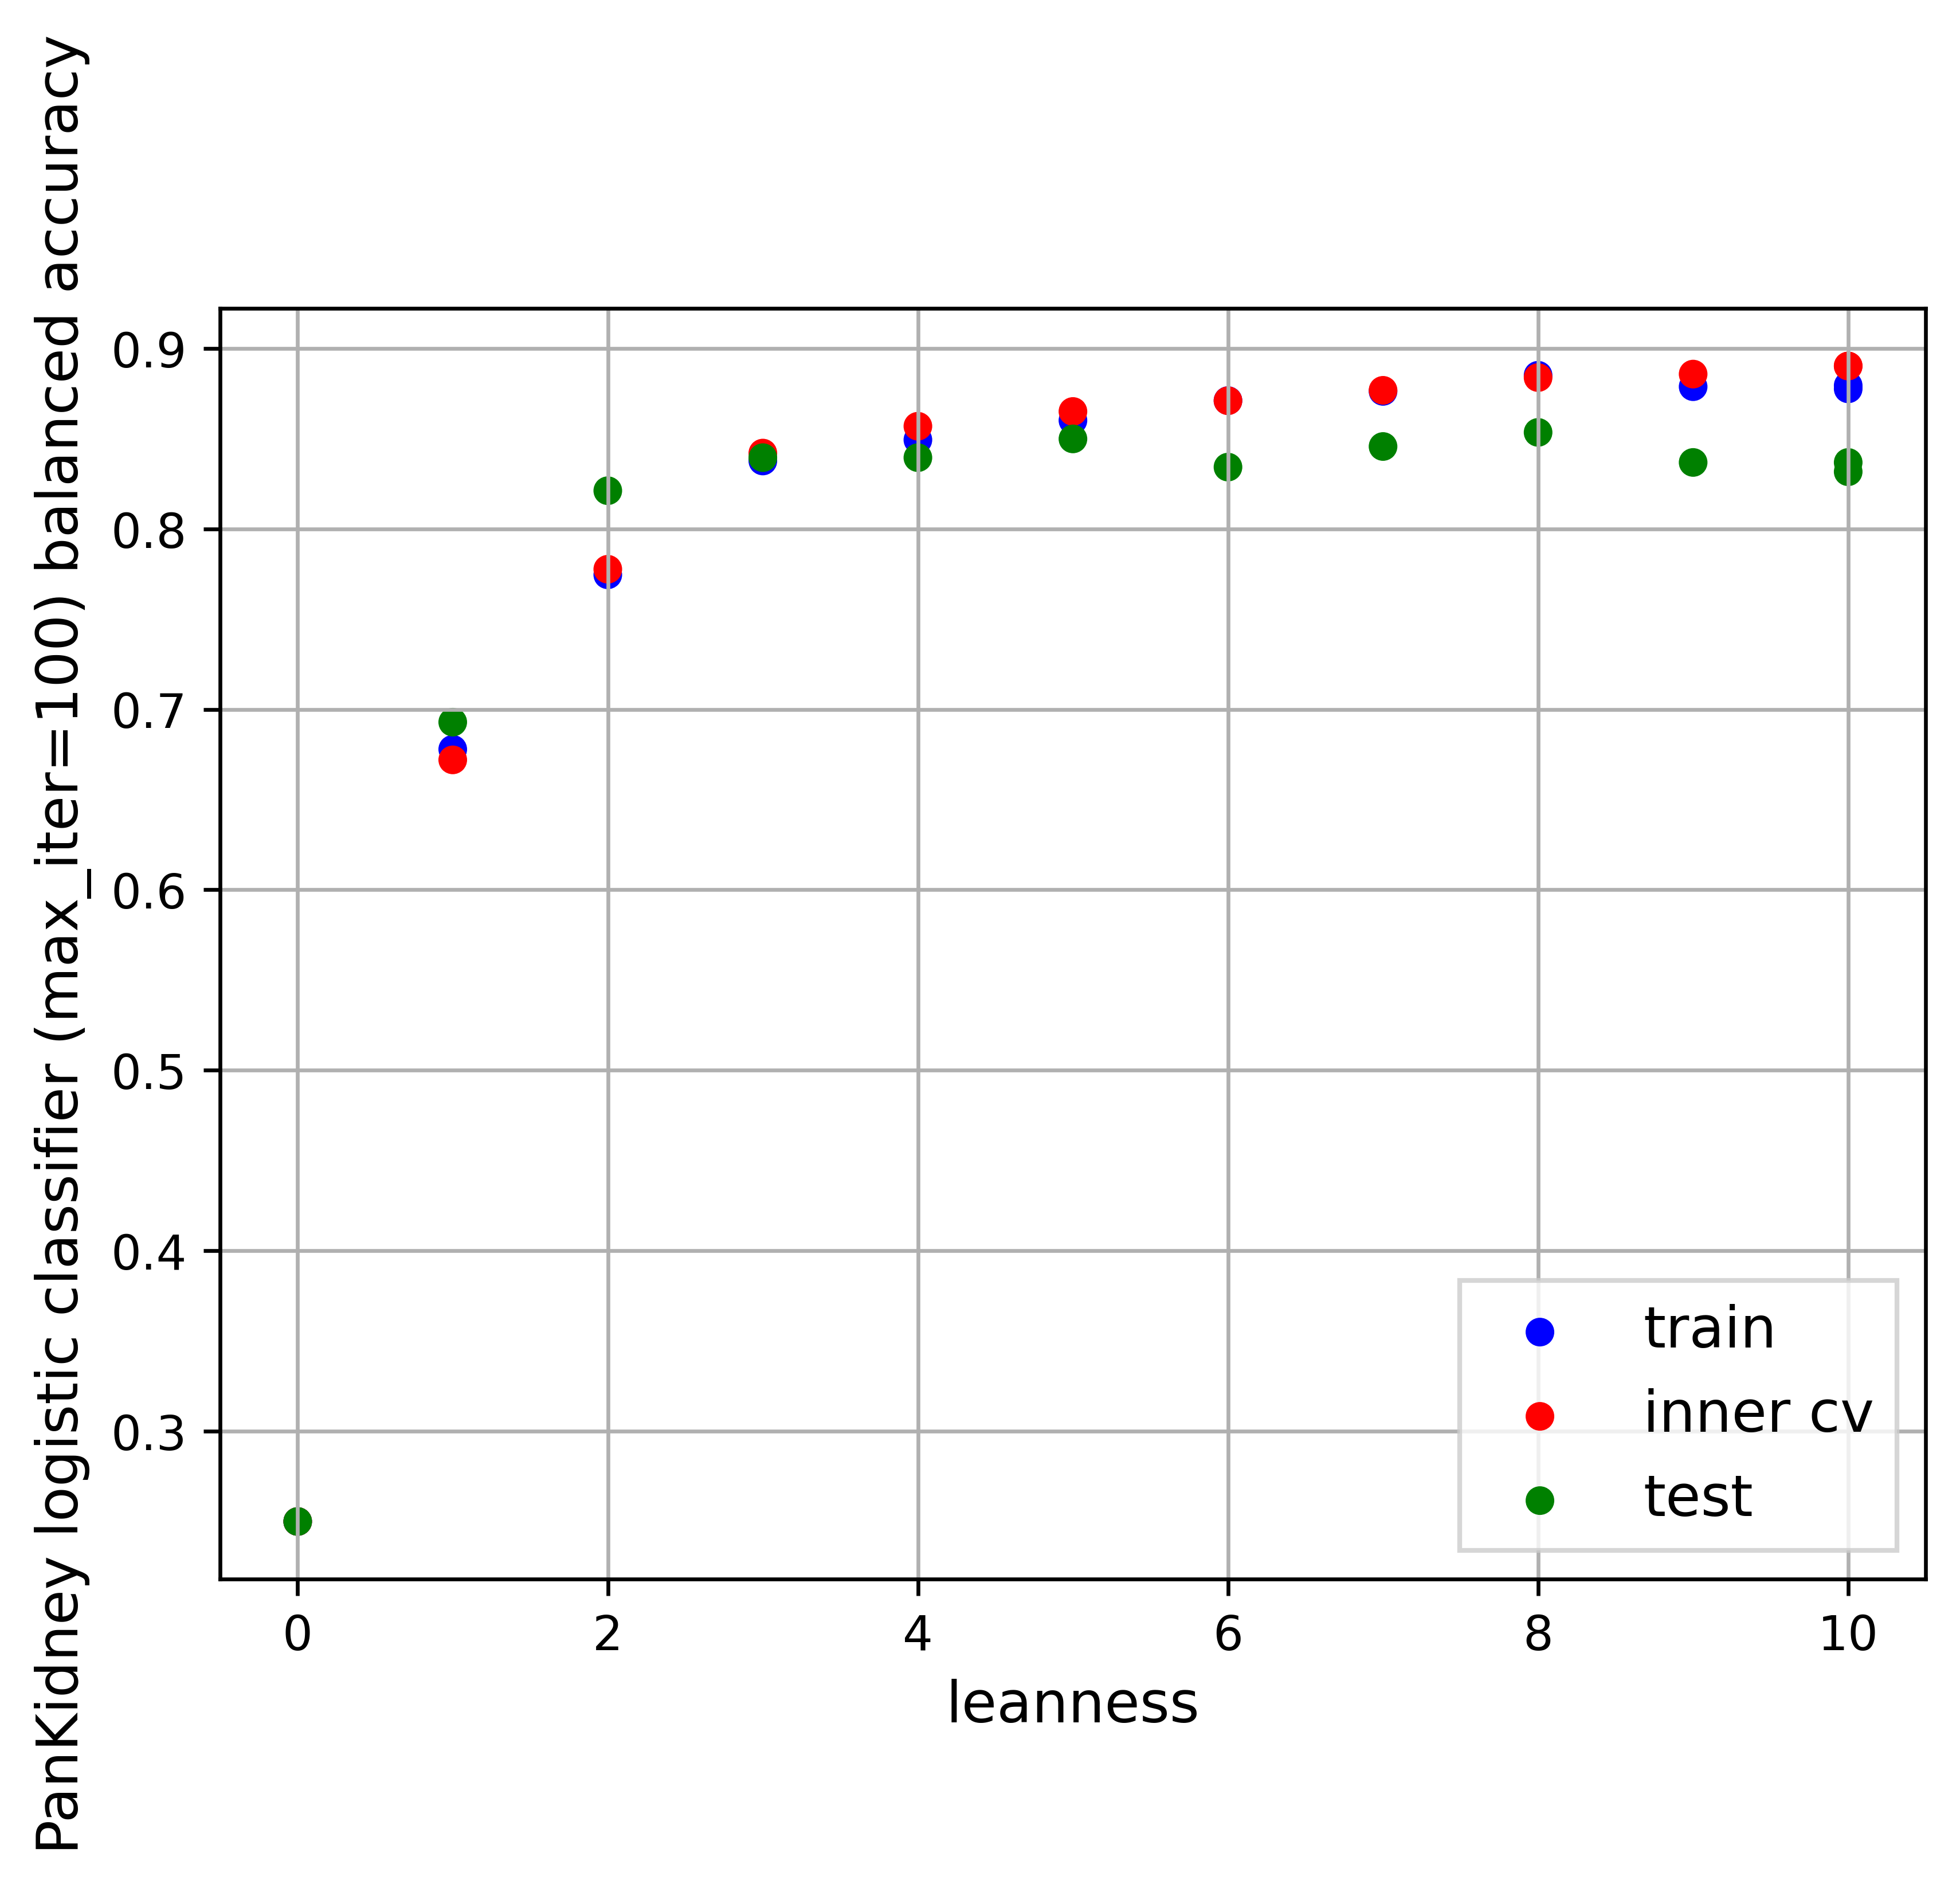 PanKidney logistic classifier (max_iter=100) balanced accuracy
0.9
0.8
0.7
0.6
0.5
0.4
0.3
train
inner cv
test
0 2 4 6 8 10
leanness